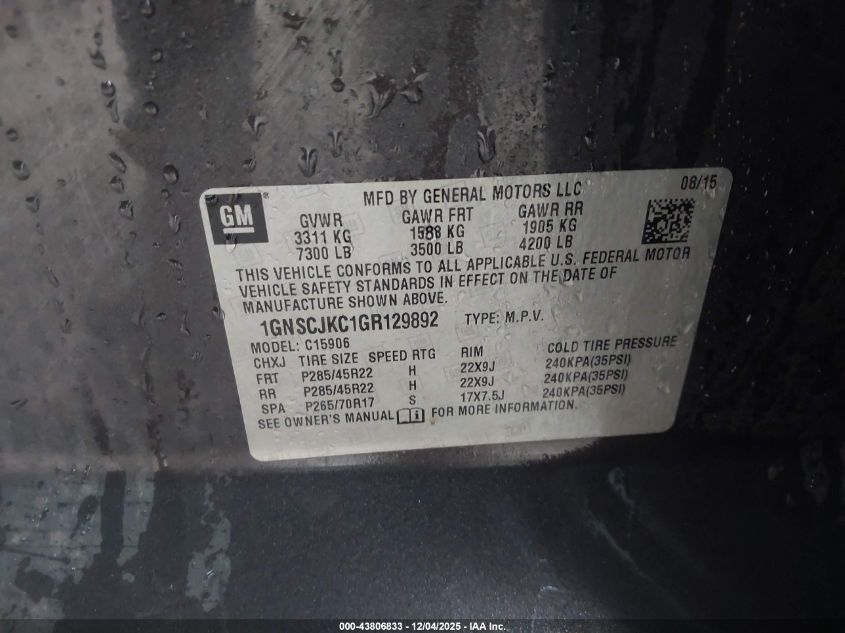 GM ®
MFD BY GENERAL MOTORS LLC 08/15
GVWR GAWR FRT GAWR RR
3311 KG 1588 KG 1905 KG
7300 LB 3500 LB 4200 LB
THIS VEHICLE CONFORMS TO ALL APPLICABLE U.S. FEDERAL MOTOR
VEHICLE SAFETY STANDARDS IN EFFECT ON THE DATE OF
MANUFACTURE SHOWN ABOVE.
1GNSCJKC1GR129892 TYPE: M.P.V.
MODEL: C15906
CHXJ TIRE SIZE SPEED RTG RIM COLD TIRE PRESSURE
FRT P285/45R22 H 22X9J 240KPA(35PSI)
RR P285/45R22 H 22X9J 240KPA(35PSI)
SPA P265/70R17 S 17X7.5J 240KPA(35PSI)
SEE OWNER'S MANUAL FOR MORE INFORMATION.
000-43806833 - 12/04/2025 - IAA Inc.